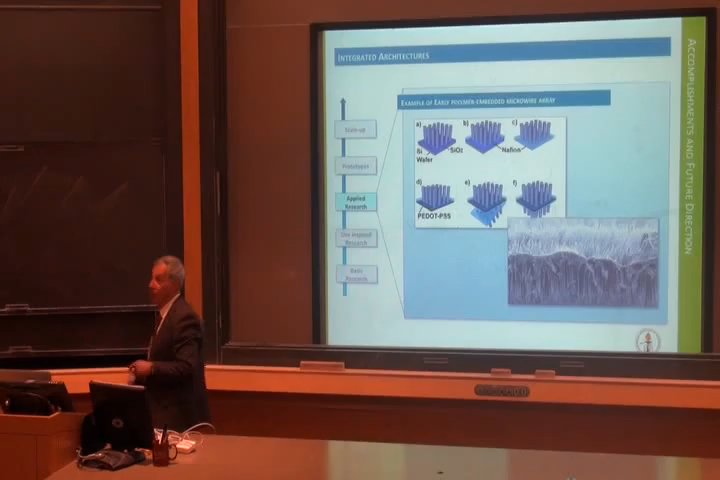 INTEGRATED ARCHITECTURES
EXAMPLE OF EARLY POLYMER-EMBEDDED MICROWIRE ARRAY
Scale-up
Prototypes
Applied
Research
Use Inspired
Research
Basic
Research
a)
b)
c)
Si
Wafer
SiO2
Nafion
d)
e)
f)
PEDOT-PSS
ACCOMPLISHMENTS AND FUTURE DIRECTION